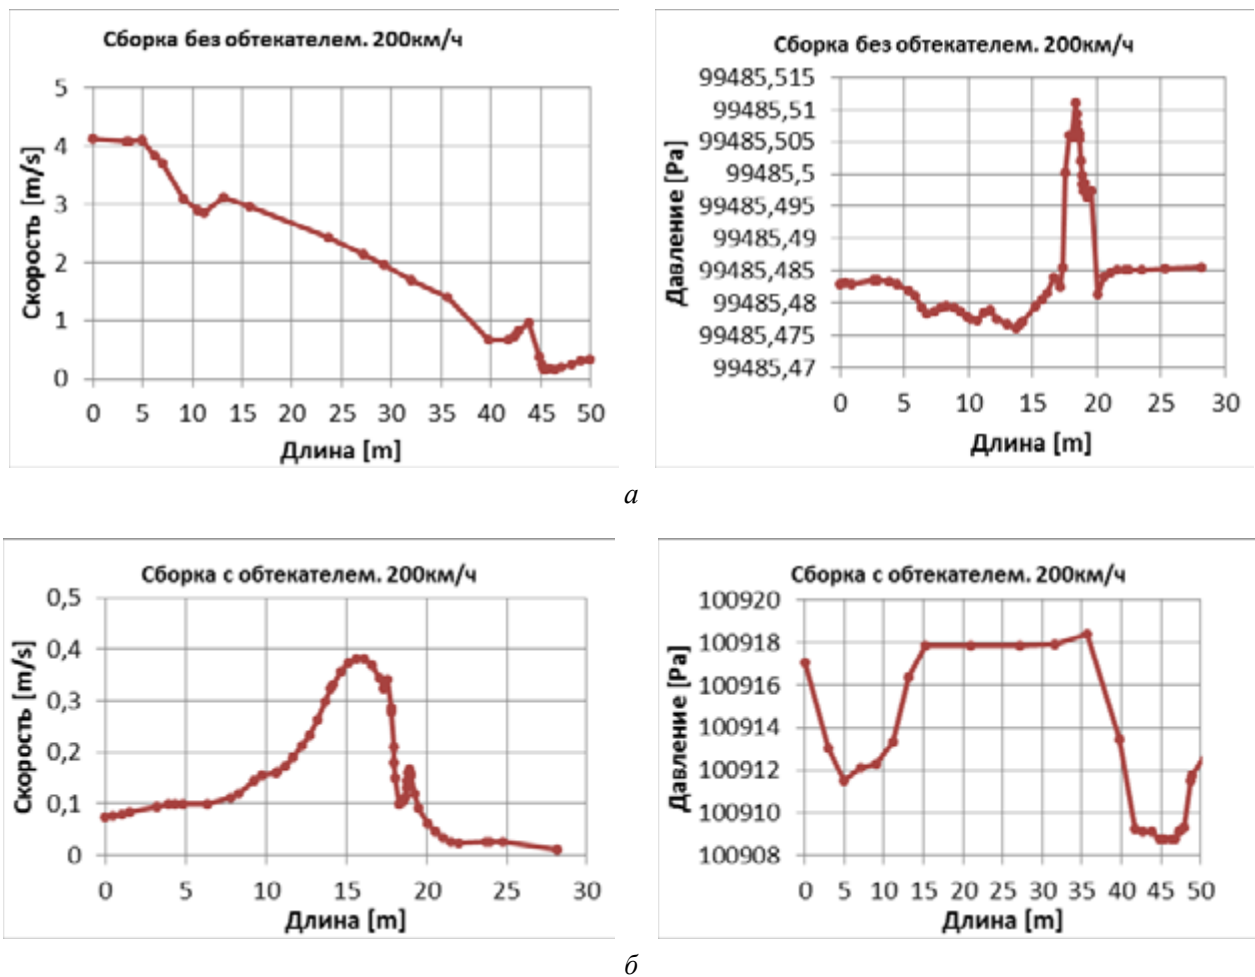 Сборка без обтекателем. 200км/ч
Скорость [m/s]
5
4
3
2
1
0
0 5 10 15 20 25 30 35 40 45 50
Длина [m]
Сборка без обтекателем. 200км/ч
Давление [Pa]
99485,515
99485,51
99485,505
99485,5
99485,495
99485,49
99485,485
99485,48
99485,475
99485,47
0 5 10 15 20 25 30
Длина [m]
а
Сборка с обтекателем. 200км/ч
Скорость [m/s]
0,5
0,4
0,3
0,2
0,1
0
0 5 10 15 20 25 30
Длина [m]
Сборка с обтекателем. 200км/ч
Давление [Pa]
100920
100918
100916
100914
100912
100910
100908
0 5 10 15 20 25 30 35 40 45 50
Длина [m]
б